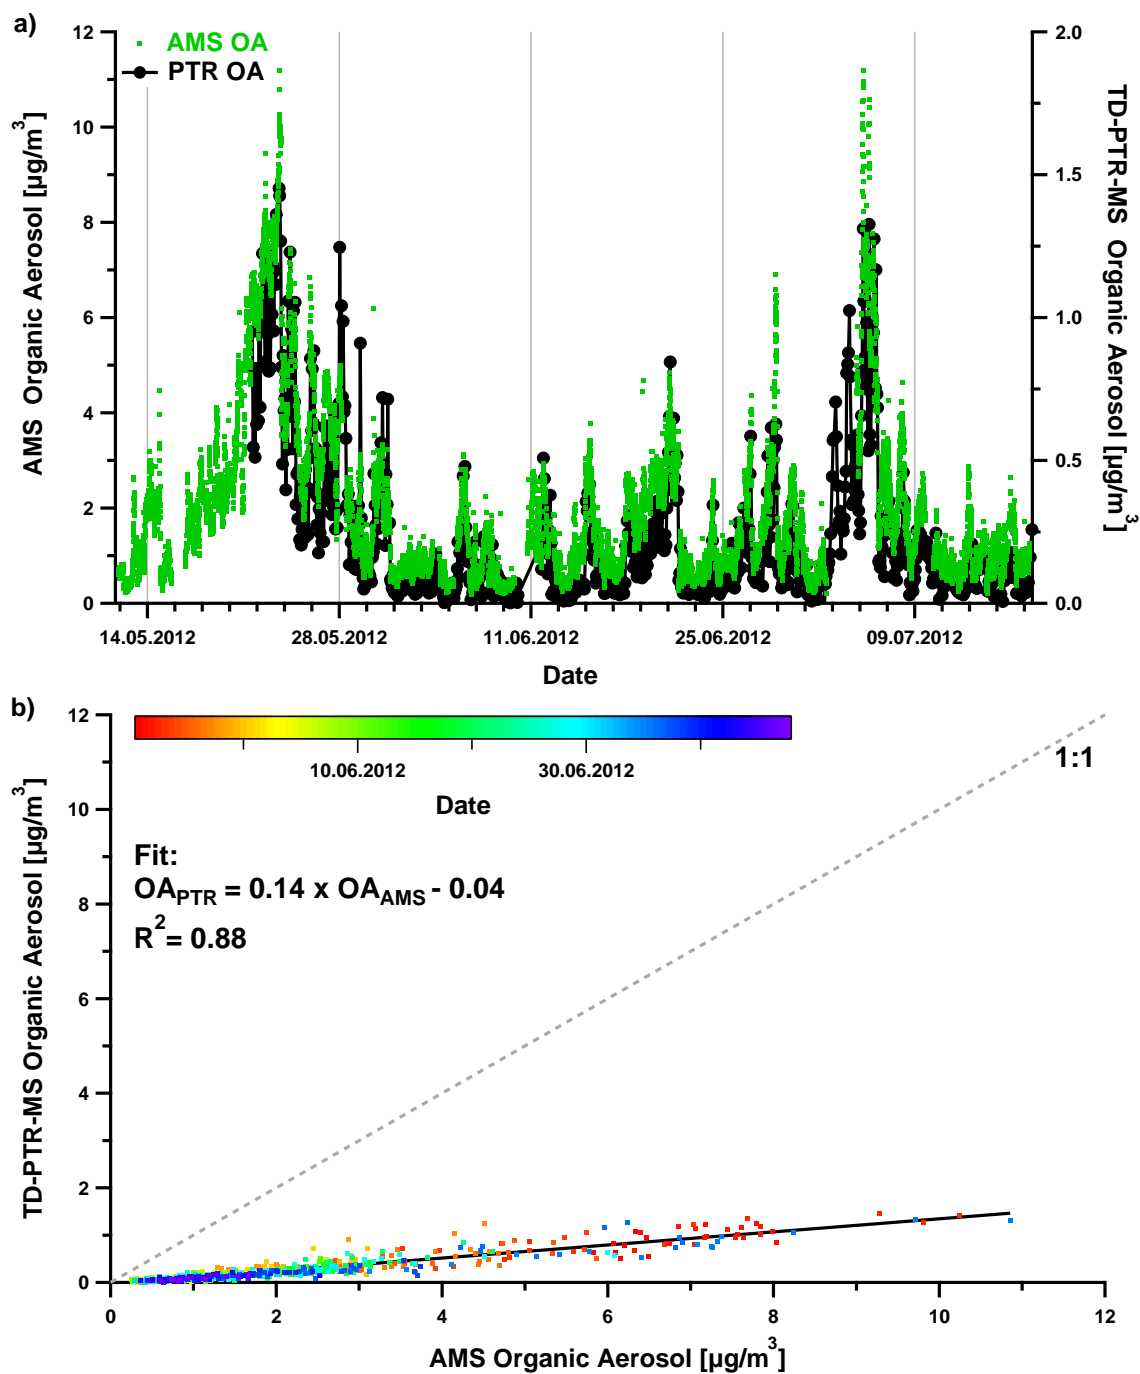 a)
AMS OA
PTR OA
12
10
8
6
4
2
0
AMS Organic Aerosol [µg/m³]
2.0
1.5
1.0
0.5
0.0
TD-PTR-MS Organic Aerosol [µg/m³]
14.05.2012 28.05.2012 11.06.2012 25.06.2012 09.07.2012
Date
b)
12
10
8
6
4
2
0
TD-PTR-MS Organic Aerosol [µg/m³]
10.06.2012 30.06.2012
Date
1:1
Fit:
OA_PTR = 0.14 x OA_AMS - 0.04
R² = 0.88
0 2 4 6 8 10 12
AMS Organic Aerosol [µg/m³]